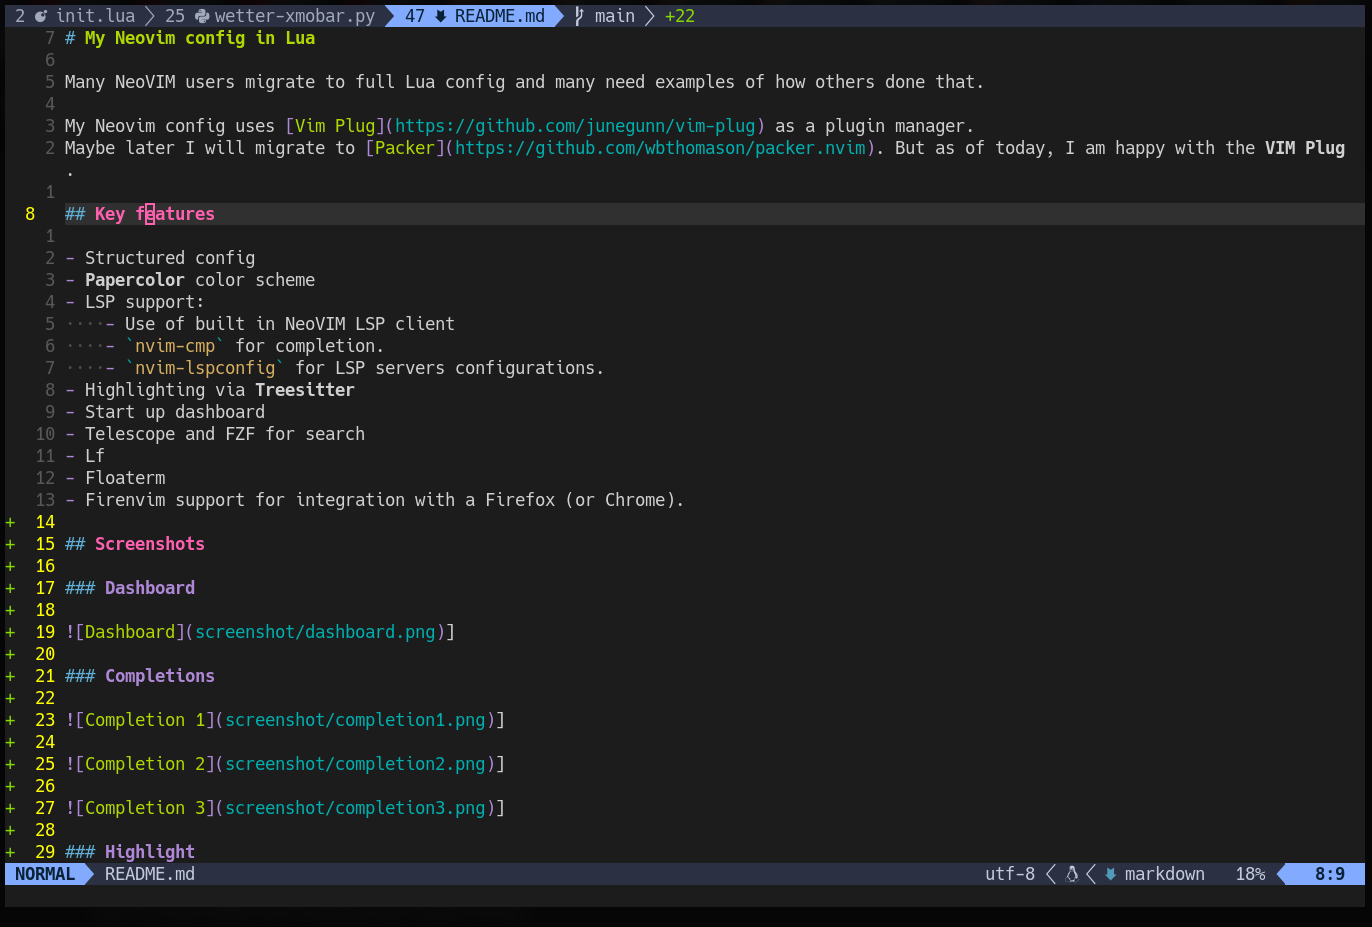 2 init.lua 25 wetter-xmobar.py 47 README.md main +22
7 # My Neovim config in Lua
6
5 Many NeoVIM users migrate to full Lua config and many need examples of how others done that.
4
3 My Neovim config uses [Vim Plug](https://github.com/junegunn/vim-plug) as a plugin manager.
2 Maybe later I will migrate to [Packer](https://github.com/wbthomason/packer.nvim). But as of today, I am happy with the VIM Plug
.
1
8 ## Key features
1
2 - Structured config
3 - Papercolor color scheme
4 - LSP support:
5 ····- Use of built in NeoVIM LSP client
6 ····- `nvim-cmp` for completion.
7 ····- `nvim-lspconfig` for LSP servers configurations.
8 - Highlighting via Treesitter
9 - Start up dashboard
10 - Telescope and FZF for search
11 - Lf
12 - Floaterm
13 - Firenvim support for integration with a Firefox (or Chrome).
+ 14
+ 15 ## Screenshots
+ 16
+ 17 ### Dashboard
+ 18
+ 19 ![Dashboard](screenshot/dashboard.png)]
+ 20
+ 21 ### Completions
+ 22
+ 23 ![Completion 1](screenshot/completion1.png)]
+ 24
+ 25 ![Completion 2](screenshot/completion2.png)]
+ 26
+ 27 ![Completion 3](screenshot/completion3.png)]
+ 28
+ 29 ### Highlight
NORMAL README.md utf-8 markdown 18% 8:9